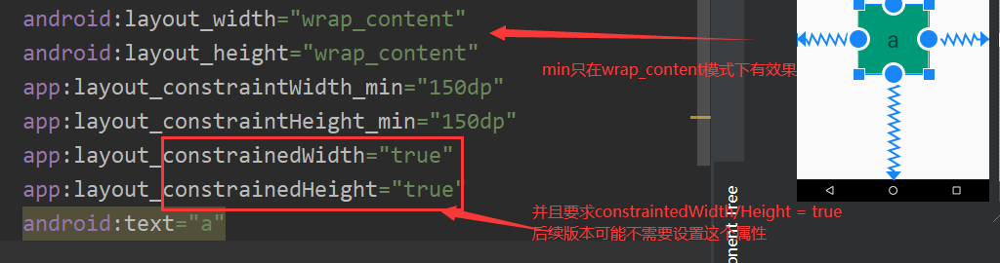 android:layout_width="wrap_content"
android:layout_height="wrap_content"
app:layout_constraintWidth_min="150dp"
app:layout_constraintHeight_min="150dp"
app:layout_constrainedWidth="true"
app:layout_constrainedHeight="true"
android:text="a"
min只在wrap_content模式下有效果
并且要求constraintedWidth/Height = true
后续版本可能不需要设置这个属性
a
onent Tree